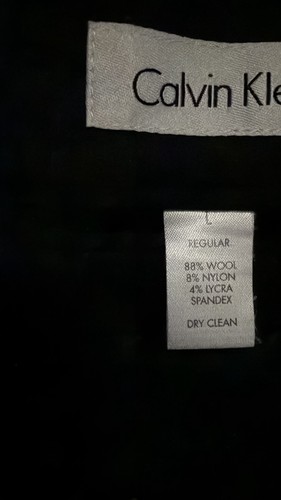 Calvin Kle
L
REGULAR
88% WOOL
8% NYLON
4% LYCRA
SPANDEX
DRY CLEAN